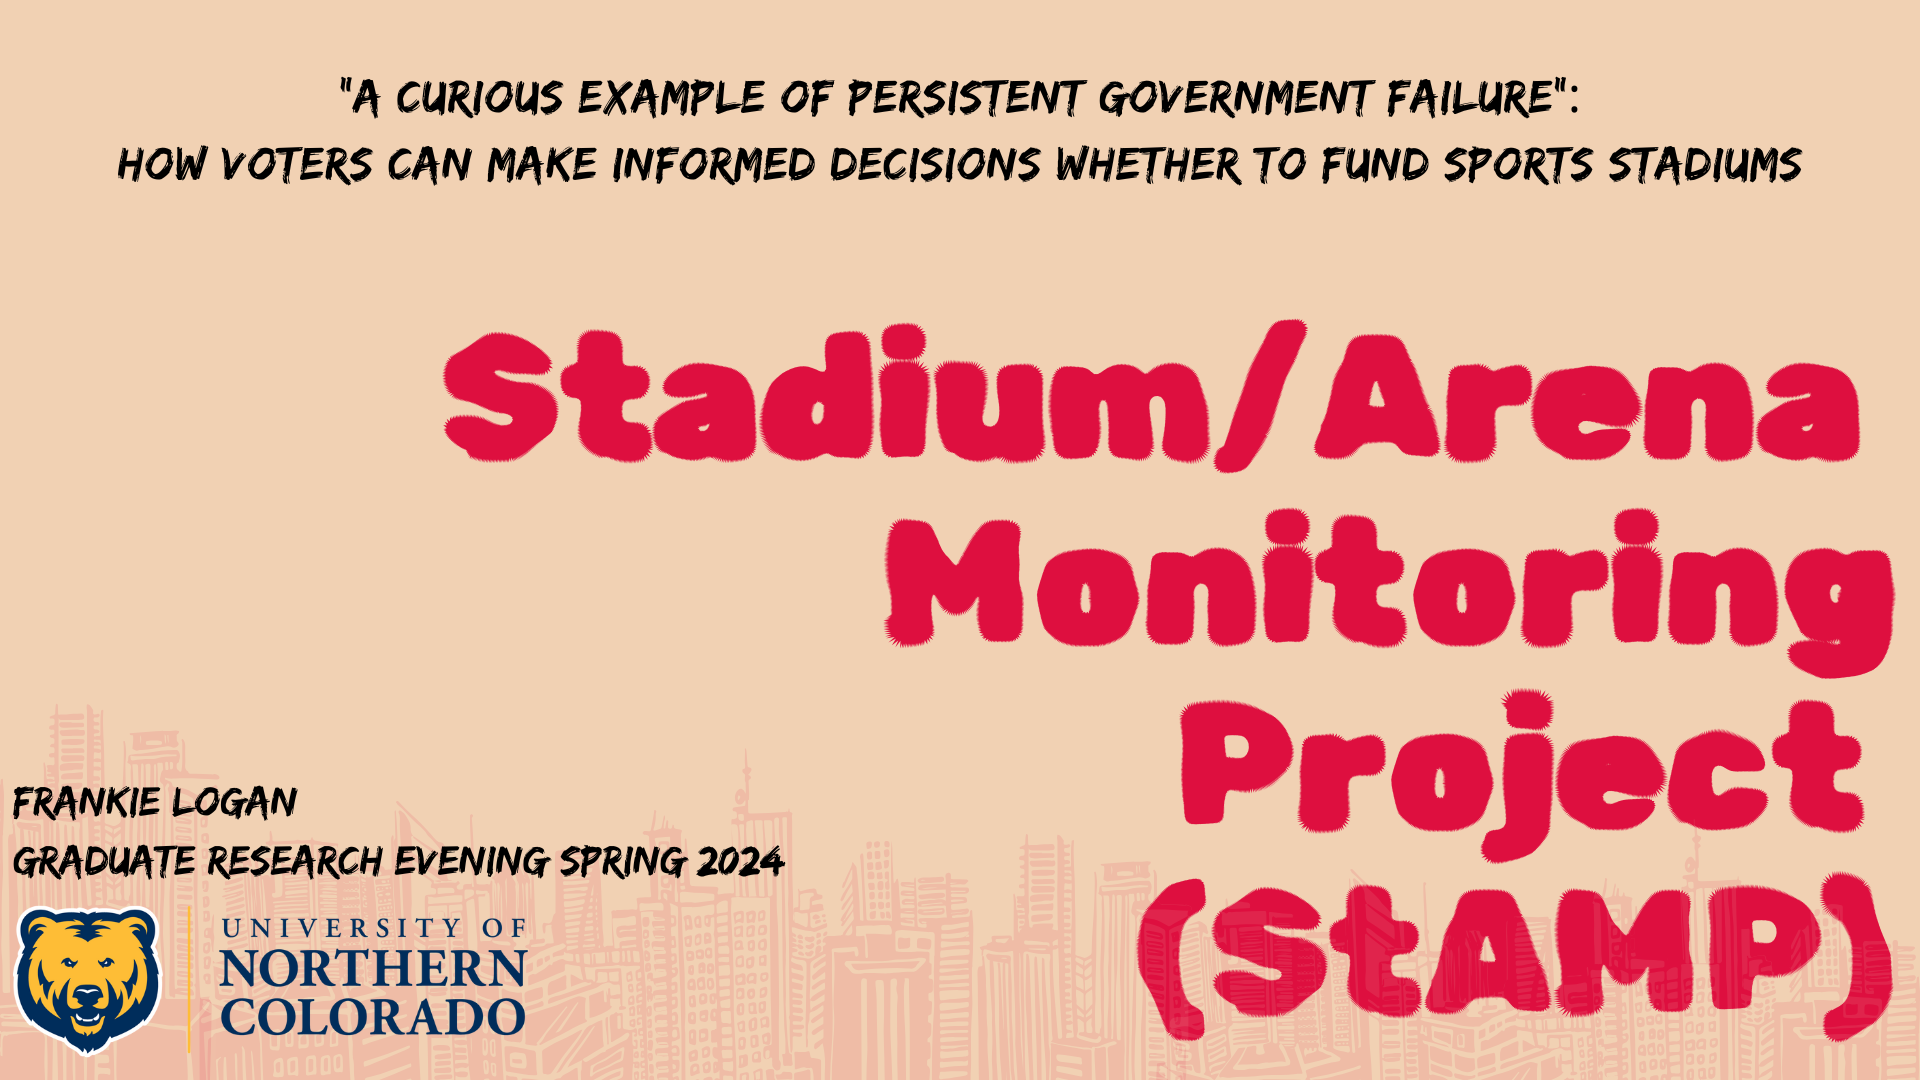 "A CURIOUS EXAMPLE OF PERSISTENT GOVERNMENT FAILURE":
HOW VOTERS CAN MAKE INFORMED DECISIONS WHETHER TO FUND SPORTS STADIUMS
Stadium/Arena
Monitoring
Project
(StAMP)
FRANKIE LOGAN
GRADUATE RESEARCH EVENING SPRING 2024
UNIVERSITY OF
NORTHERN
COLORADO